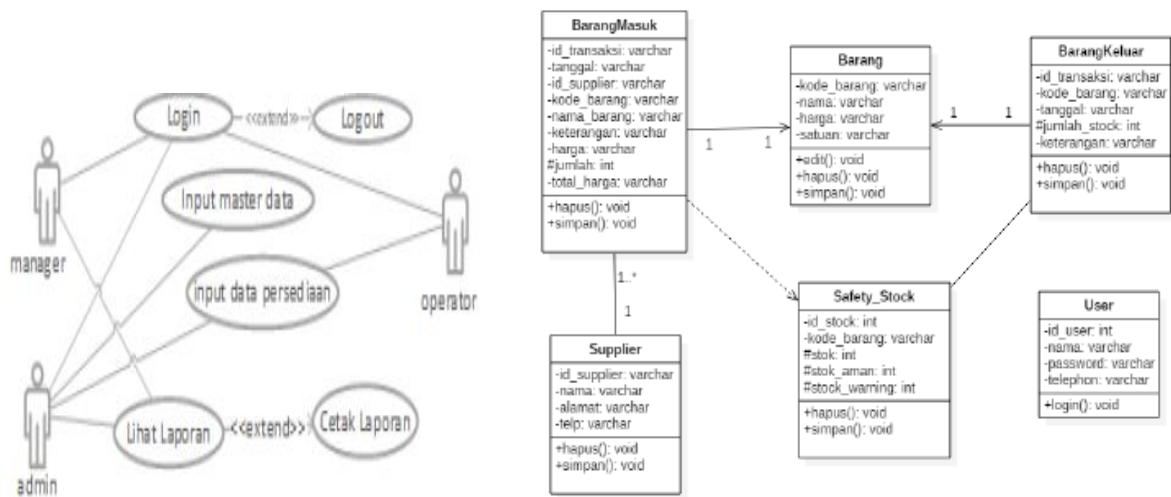 Login
<<extend>>
Logout
Input master data
manager
input data persediaan
operator
Lihat Laporan
<<extend>>
Cetak Laporan
admin
BarangMasuk
-id_transaksi: varchar
-tanggal: varchar
-id_supplier: varchar
-kode_barang: varchar
-nama_barang: varchar
-keterangan: varchar
-harga: varchar
#jumlah: int
-total_harga: varchar
+hapus(): void
+simpan(): void
1
1
Barang
-kode_barang: varchar
-nama: varchar
-harga: varchar
-satuan: varchar
+edit(): void
+hapus(): void
+simpan(): void
1
1
BarangKeluar
-id_transaksi: varchar
-kode_barang: varchar
-tanggal: varchar
#jumlah_stock: int
-keterangan: varchar
+hapus(): void
+simpan(): void
1..*
1
Supplier
-id_supplier: varchar
-nama: varchar
-alamat: varchar
-telp: varchar
+hapus(): void
+simpan(): void
Safety_Stock
-id_stock: int
-kode_barang: varchar
#stok: int
#stok_aman: int
#stock_warning: int
+hapus(): void
+simpan(): void
User
-id_user: int
-nama: varchar
-password: varchar
-telephon: varchar
+login(): void